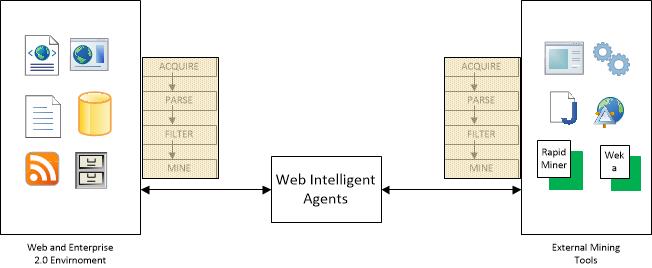 ACQUIRE
PARSE
FILTER
MINE
Web Intelligent
Agents
ACQUIRE
PARSE
FILTER
MINE
Rapid
Miner
Wek
a
Web and Enterprise
2.0 Envirnoment
External Mining
Tools